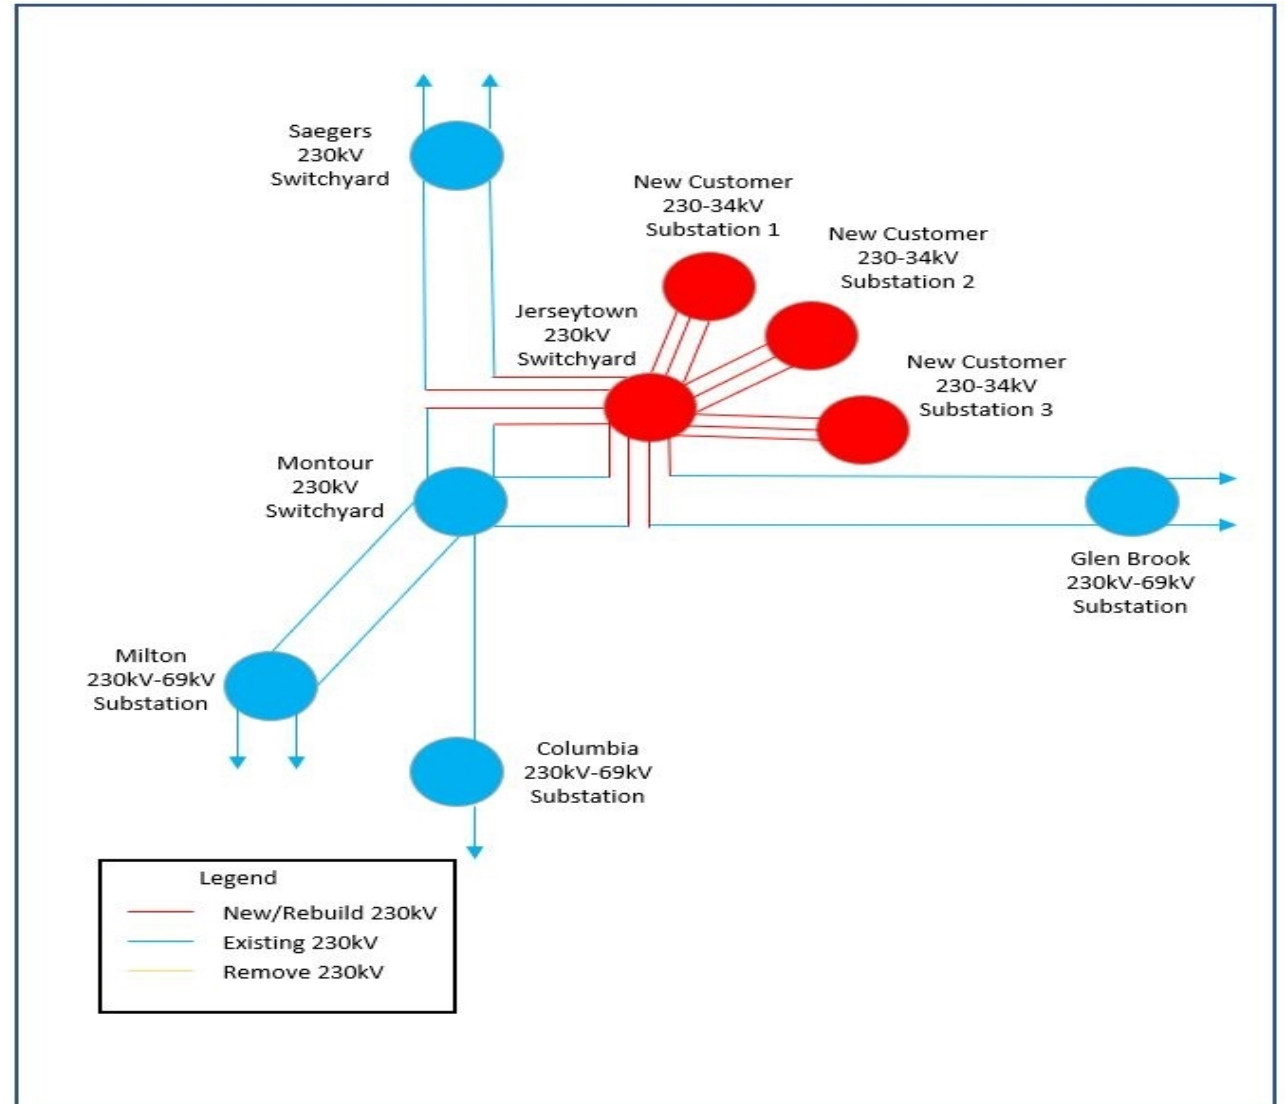 Saegers
230kV
Switchyard
New Customer
230-34kV
Substation 1
New Customer
230-34kV
Substation 2
Jerseytown
230kV
Switchyard
New Customer
230-34kV
Substation 3
Montour
230kV
Switchyard
Glen Brook
230kV-69kV
Substation
Milton
230kV-69kV
Substation
Columbia
230kV-69kV
Substation
Legend
New/Rebuild 230kV
Existing 230kV
Remove 230kV